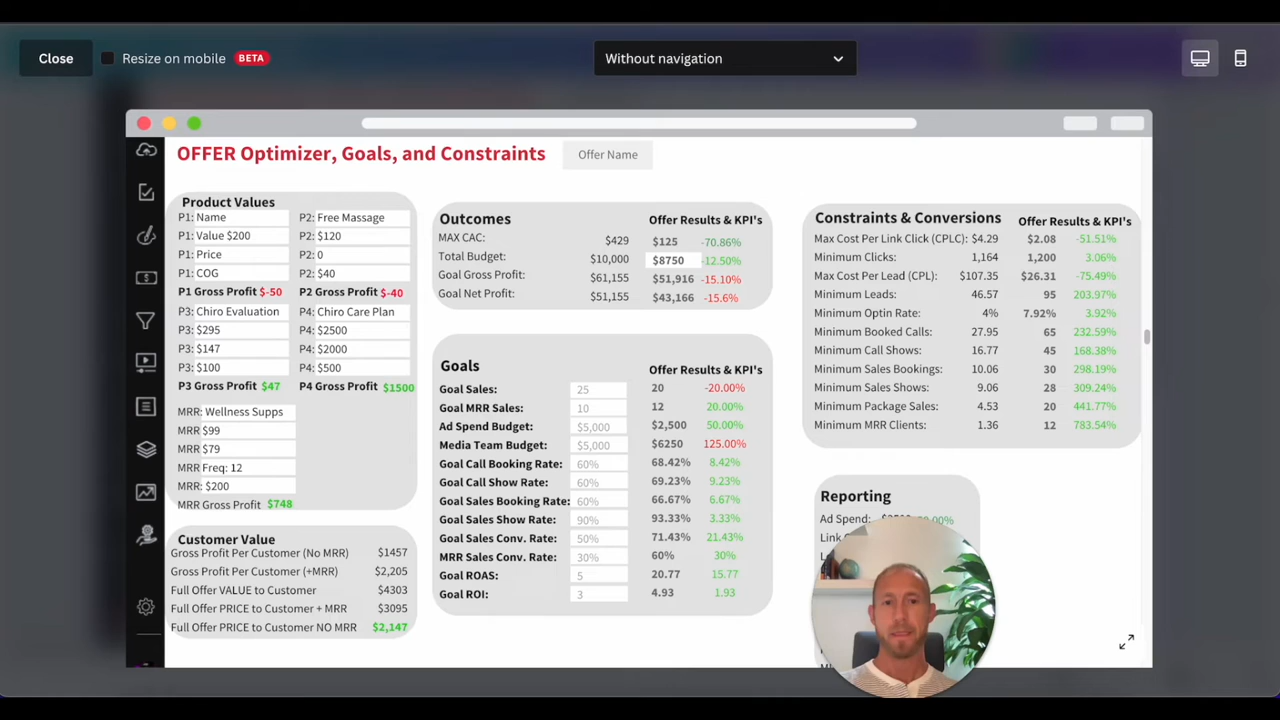 Close
Resize on mobile BETA
Without navigation
OFFER Optimizer, Goals, and Constraints
Offer Name
Product Values
P1: Name P2: Free Massage
P1: Value $200 P2: $120
P1: Price P2: 0
P1: COG P2: $40
P1 Gross Profit $-50 P2 Gross Profit $-40
P3: Chiro Evaluation P4: Chiro Care Plan
P3: $295 P4: $2500
P3: $147 P4: $2000
P3: $100 P4: $500
P3 Gross Profit $47 P4 Gross Profit $1500
MRR: Wellness Supps
MRR $99
MRR $79
MRR Freq: 12
MRR: $200
MRR Gross Profit $748
Customer Value
Gross Profit Per Customer (No MRR) $1457
Gross Profit Per Customer (+MRR) $2,205
Full Offer VALUE to Customer $4303
Full Offer PRICE to Customer + MRR $3095
Full Offer PRICE to Customer NO MRR $2,147
Outcomes Offer Results & KPI's
MAX CAC: $429 $125 -70.86%
Total Budget: $10,000 $8750 -12.50%
Goal Gross Profit: $61,155 $51,916 -15.10%
Goal Net Profit: $51,155 $43,166 -15.6%
Goals Offer Results & KPI's
Goal Sales: 25 20 -20.00%
Goal MRR Sales: 10 12 20.00%
Ad Spend Budget: $5,000 $2,500 50.00%
Media Team Budget: $5,000 $6250 125.00%
Goal Call Booking Rate: 60% 68.42% 8.42%
Goal Call Show Rate: 60% 69.23% 9.23%
Goal Sales Booking Rate: 60% 66.67% 6.67%
Goal Sales Show Rate: 90% 93.33% 3.33%
Goal Sales Conv. Rate: 50% 71.43% 21.43%
MRR Sales Conv. Rate: 30% 60% 30%
Goal ROAS: 5 20.77 15.77
Goal ROI: 3 4.93 1.93
Constraints & Conversions Offer Results & KPI's
Max Cost Per Link Click (CPLC): $4.29 $2.08 -51.51%
Minimum Clicks: 1,164 1,200 3.06%
Max Cost Per Lead (CPL): $107.35 $26.31 -75.49%
Minimum Leads: 46.57 95 203.97%
Minimum Optin Rate: 4% 7.92% 3.92%
Minimum Booked Calls: 27.95 65 232.59%
Minimum Call Shows: 16.77 45 168.38%
Minimum Sales Bookings: 10.06 30 298.19%
Minimum Sales Shows: 9.06 28 309.24%
Minimum Package Sales: 4.53 20 441.77%
Minimum MRR Clients: 1.36 12 783.54%
Reporting
Ad Spend: